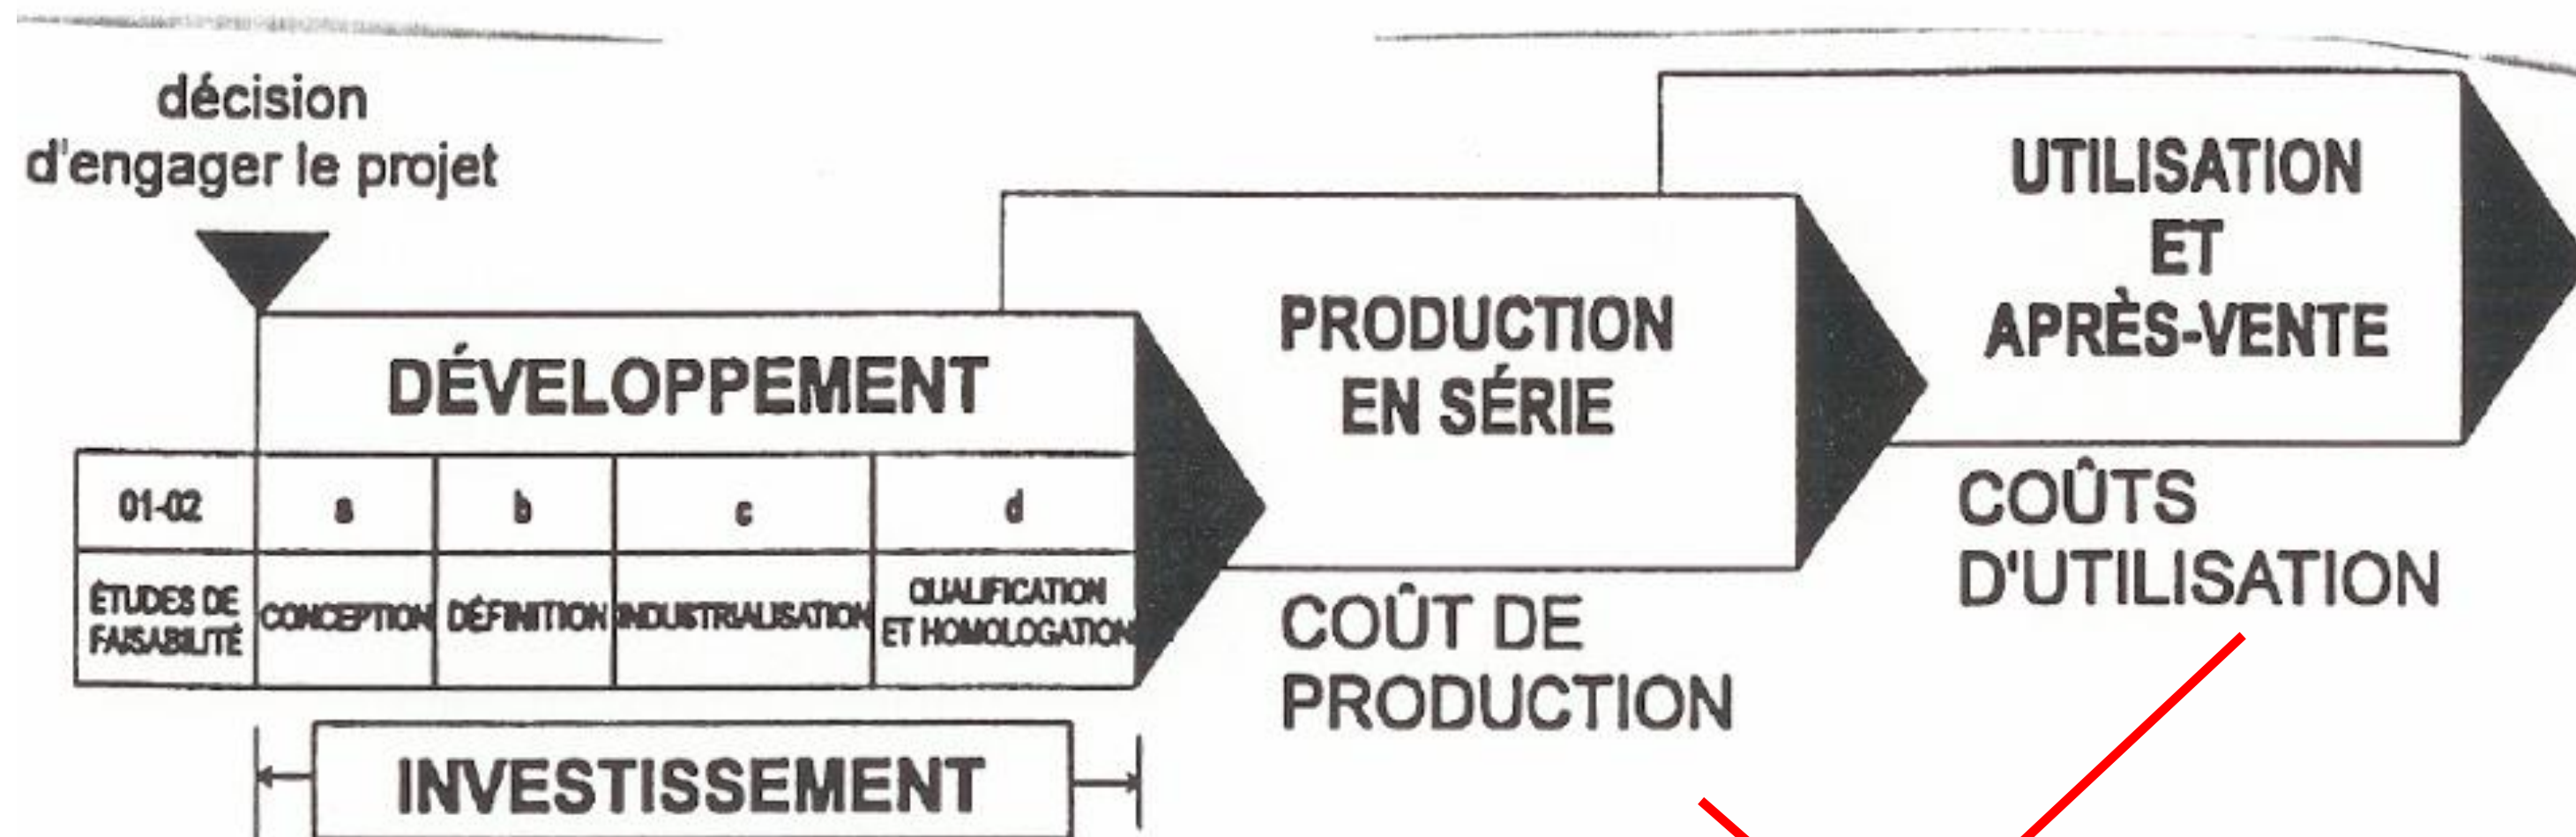 décision
d'engager le projet
UTILISATION
ET
APRÈS-VENTE
PRODUCTION
EN SÉRIE
DÉVELOPPEMENT
01-02
a
b
c
d
ÉTUDES DE
FAISABILITÉ
CONCEPTION
DÉFINITION
INDUSTRIALISATION
QUALIFICATION
ET HOMOLOGATION
COÛTS
D'UTILISATION
COÛT DE
PRODUCTION
INVESTISSEMENT